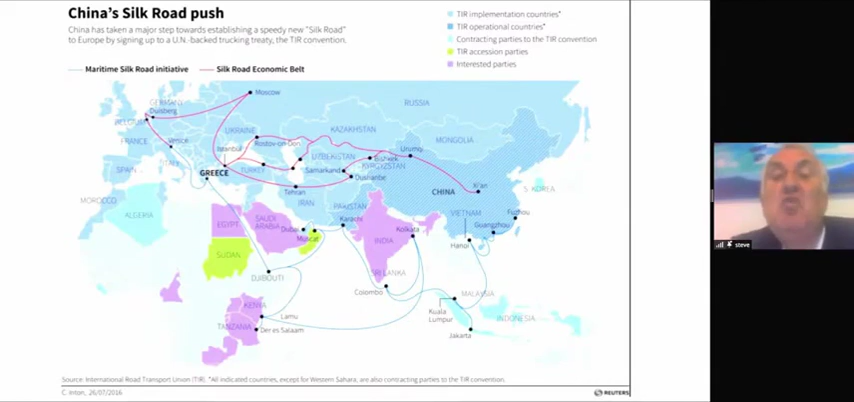 China's Silk Road push
China has taken a major step towards establishing a speedy new "Silk Road"
to Europe by signing up to a U.N.-backed trucking treaty, the TIR convention.
TIR implementation countries*
TIR operational countries*
Contracting parties to the TIR convention
TIR accession parties
Interested parties
Maritime Silk Road initiative
Silk Road Economic Belt
Moscow
RUSSIA
GERMANY
Duisberg
BELGIUM
FRANCE
UKRAINE
Rostov-on-Don
KAZAKHSTAN
MONGOLIA
Venice
ITALY
Istanbul
UZBEKISTAN
Bishkek
Urumqi
SPAIN
GREECE
TURKEY
Samarkand
KYRGYZSTAN
Dushanbe
CHINA
Xi'an
S. KOREA
Tehran
MOROCCO
IRAN
PAKISTAN
ALGERIA
EGYPT
SAUDI
ARABIA
Dubai
Muscat
Karachi
INDIA
Kolkata
VIETNAM
Fuzhou
Guangzhou
Hanoi
SUDAN
DJIBOUTI
SRI LANKA
Colombo
MALAYSIA
Kuala
Lumpur
INDONESIA
Jakarta
KENYA
Lamu
TANZANIA
Der es Salaam
Source: International Road Transport Union (TIR). *All indicated countries, except for Western Sahara, are also contracting parties to the TIR convention.
C. Inton, 26/07/2016
REUTERS
steve